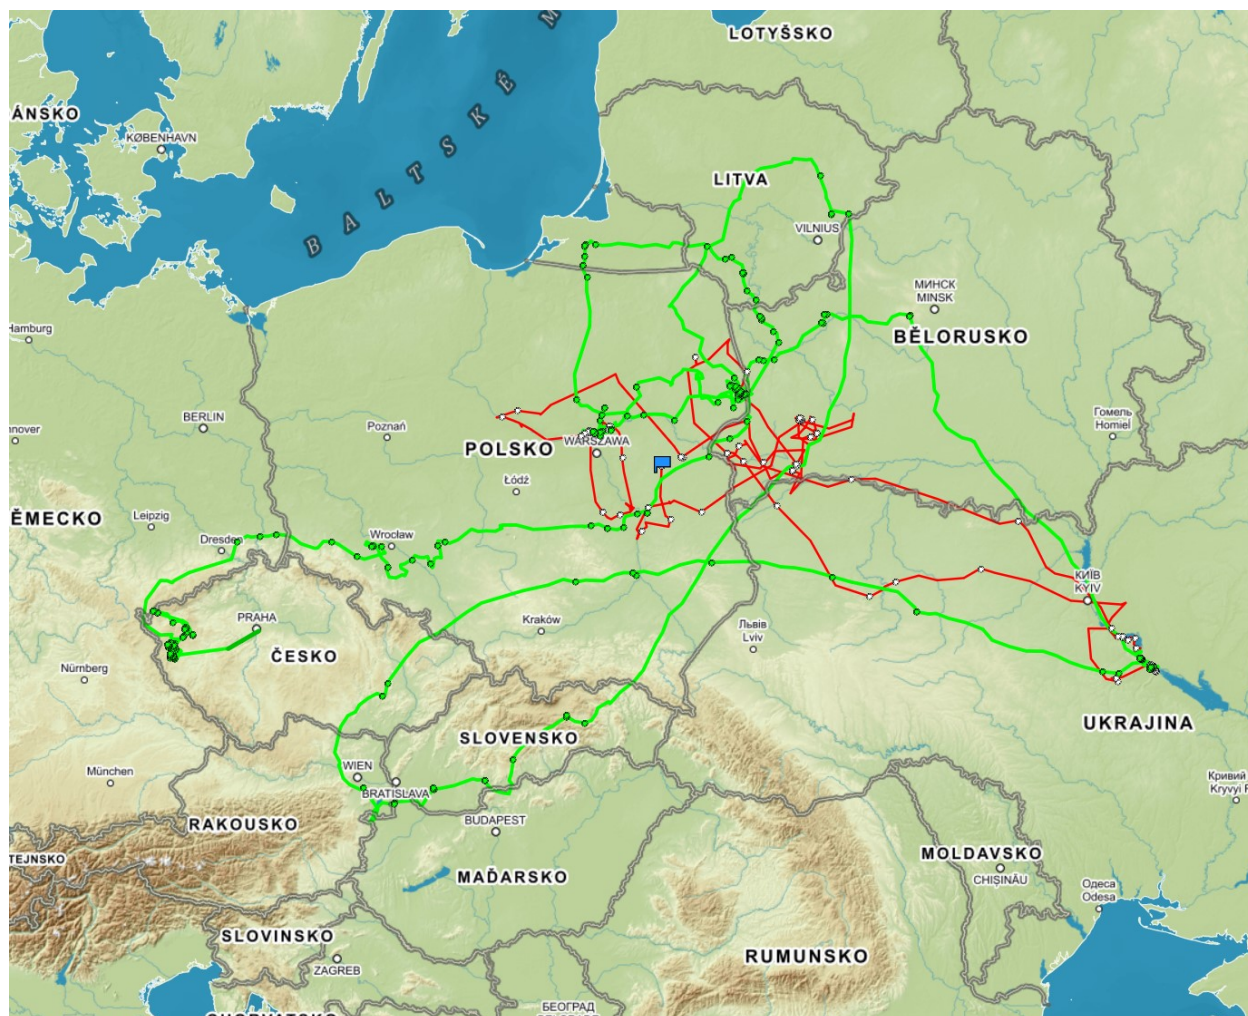 LOTYŠSKO
ÁNSKO
KØBENHAVN
BALTSKÉ M
LITVA
VILNIUS
МИНСК
MINSK
BĚLORUSKO
Hamburg
BERLIN
Poznań
Гомель
Homiel
nnover
POLSKO
WARSZAWA
Łódź
Leipzig
ĚMECKO
Wrocław
Dresden
КИЇВ
KYIV
PRAHA
Kraków
Львів
Lviv
ČESKO
Nürnberg
UKRAJINA
SLOVENSKO
WIEN
München
BRATISLAVA
Кривий
Kryvyi R
BUDAPEST
RAKOUSKO
MOLDAVSKO
TEJNSKO
MAĎARSKO
CHIȘINĂU
Одеса
Odesa
SLOVINSKO
RUMUNSKO
ZAGREB
БЕОГРАД